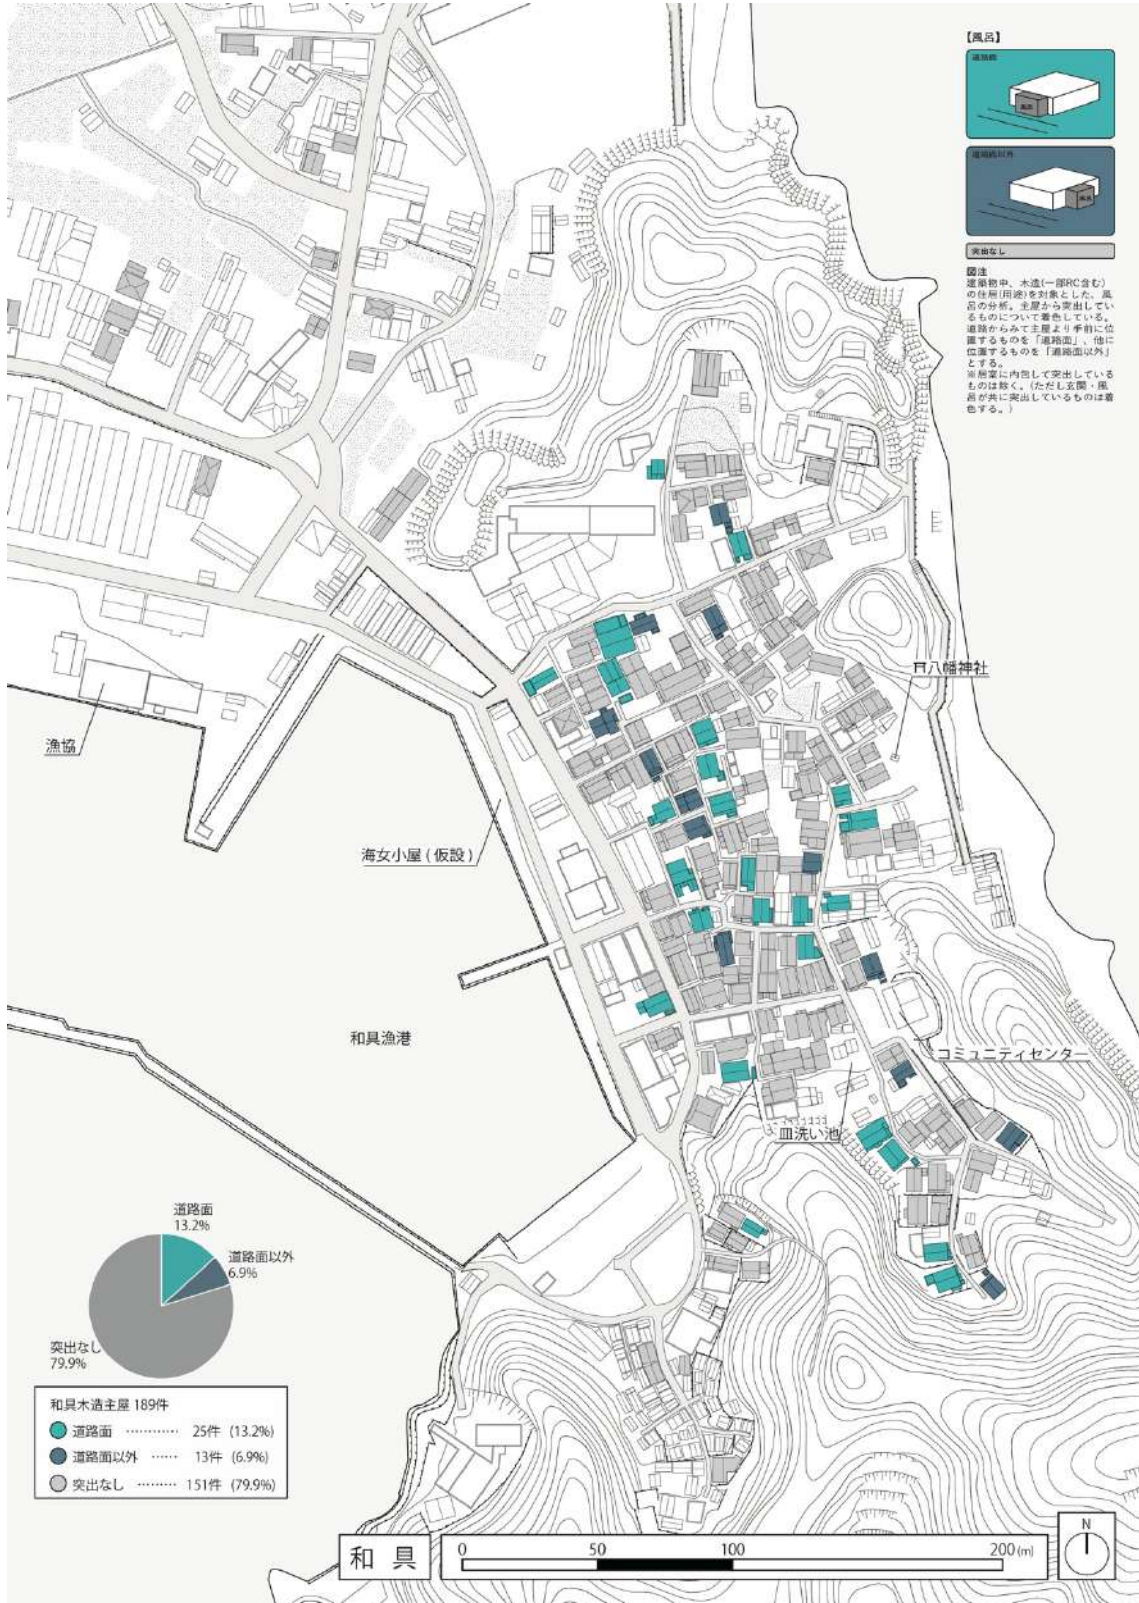 【風呂】
道路面
風呂
道路面以外
風呂
突出なし
図注
建築物中、木造(一部RC含む)
の住居(用途)を対象とした、風
呂の分析。主屋から突出してい
るものについて着色している。
道路からみて主屋より手前に位
置するものを「道路面」、他に
位置するものを「道路面以外」
とする。
※居室に内包して突出している
ものは除く。(ただし玄関・風
呂が共に突出しているものは着
色する。)
八幡神社
漁協
海女小屋(仮設)
和具漁港
コミュニティセンター
皿洗い池
道路面
13.2%
道路面以外
6.9%
突出なし
79.9%
和具木造主屋 189件
道路面 ………… 25件 (13.2%)
道路面以外 …… 13件 (6.9%)
突出なし ……… 151件 (79.9%)
和 具
0 50 100 200(m)
N